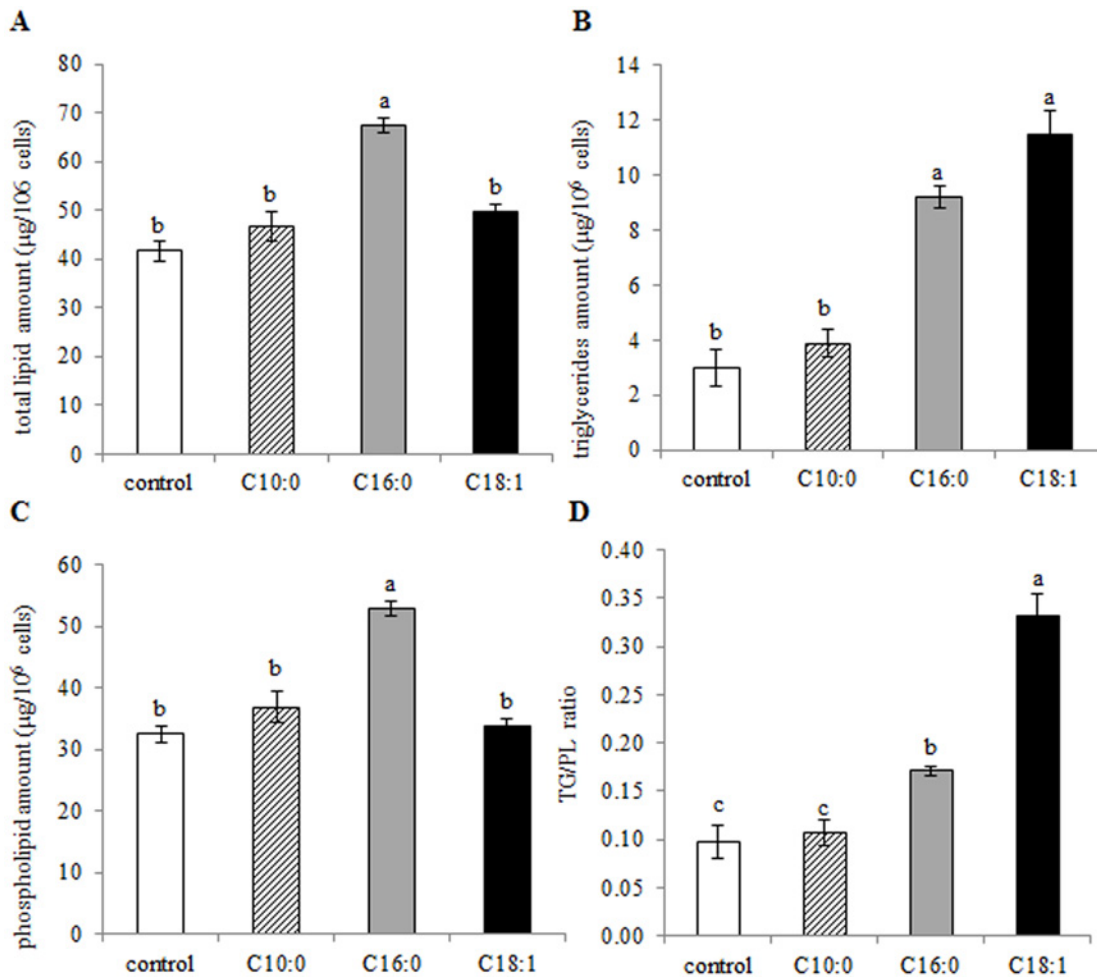 A
total lipid amount (µg/106 cells)
80
70
60
50
40
30
20
10
0
b
b
a
b
control
C10:0
C16:0
C18:1
B
triglycerides amount (µg/10⁶ cells)
14
12
10
8
6
4
2
0
b
b
a
a
control
C10:0
C16:0
C18:1
C
phospholipid amount (µg/10⁶ cells)
60
50
40
30
20
10
0
b
b
a
b
control
C10:0
C16:0
C18:1
D
TG/PL ratio
0.40
0.35
0.30
0.25
0.20
0.15
0.10
0.05
0.00
c
c
b
a
control
C10:0
C16:0
C18:1